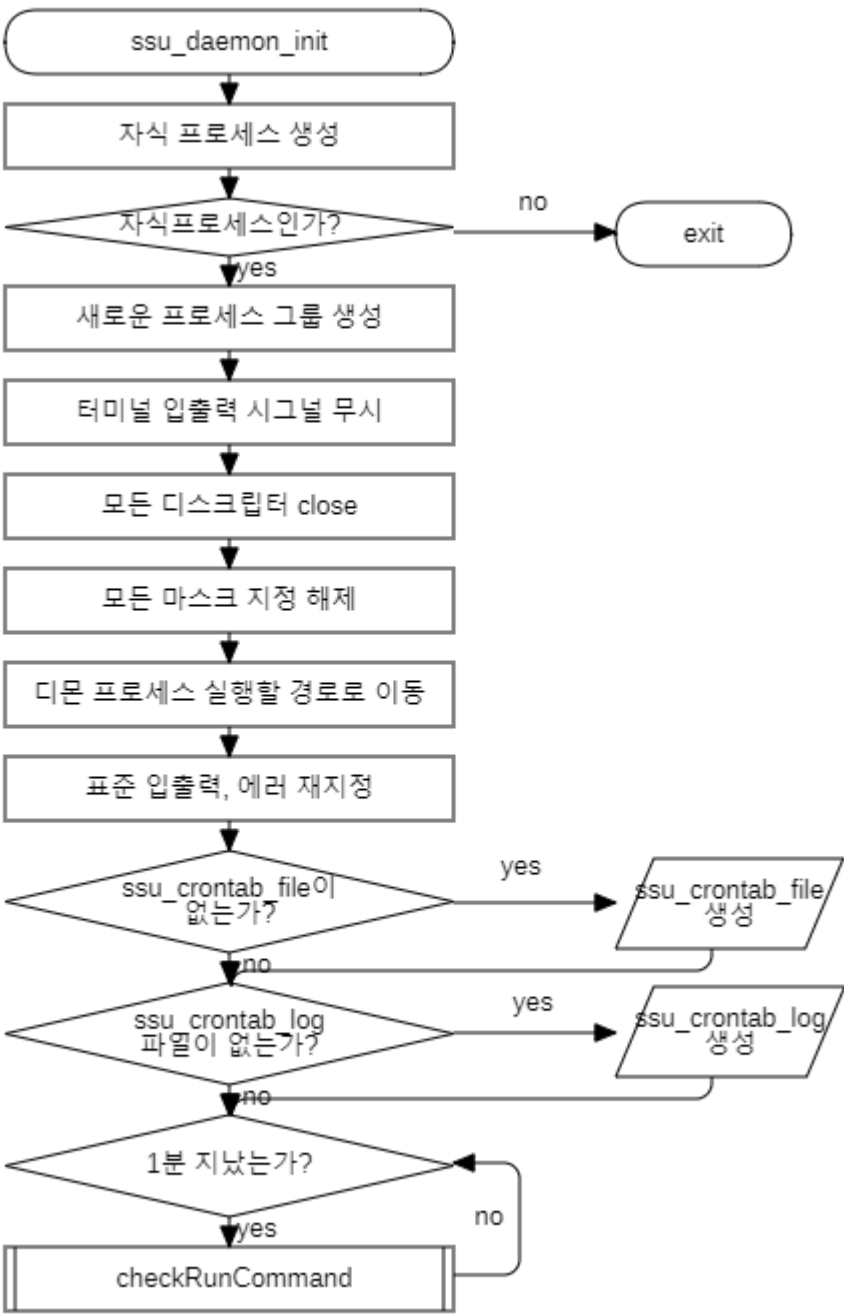 ssu_daemon_init
자식 프로세스 생성
자식프로세스인가?
no
exit
yes
새로운 프로세스 그룹 생성
터미널 입출력 시그널 무시
모든 디스크립터 close
모든 마스크 지정 해제
디몬 프로세스 실행할 경로로 이동
표준 입출력, 에러 재지정
ssu_crontab_file이
없는가?
yes
ssu_crontab_file
생성
no
ssu_crontab_log
파일이 없는가?
yes
ssu_crontab_log
생성
no
1분 지났는가?
no
yes
checkRunCommand